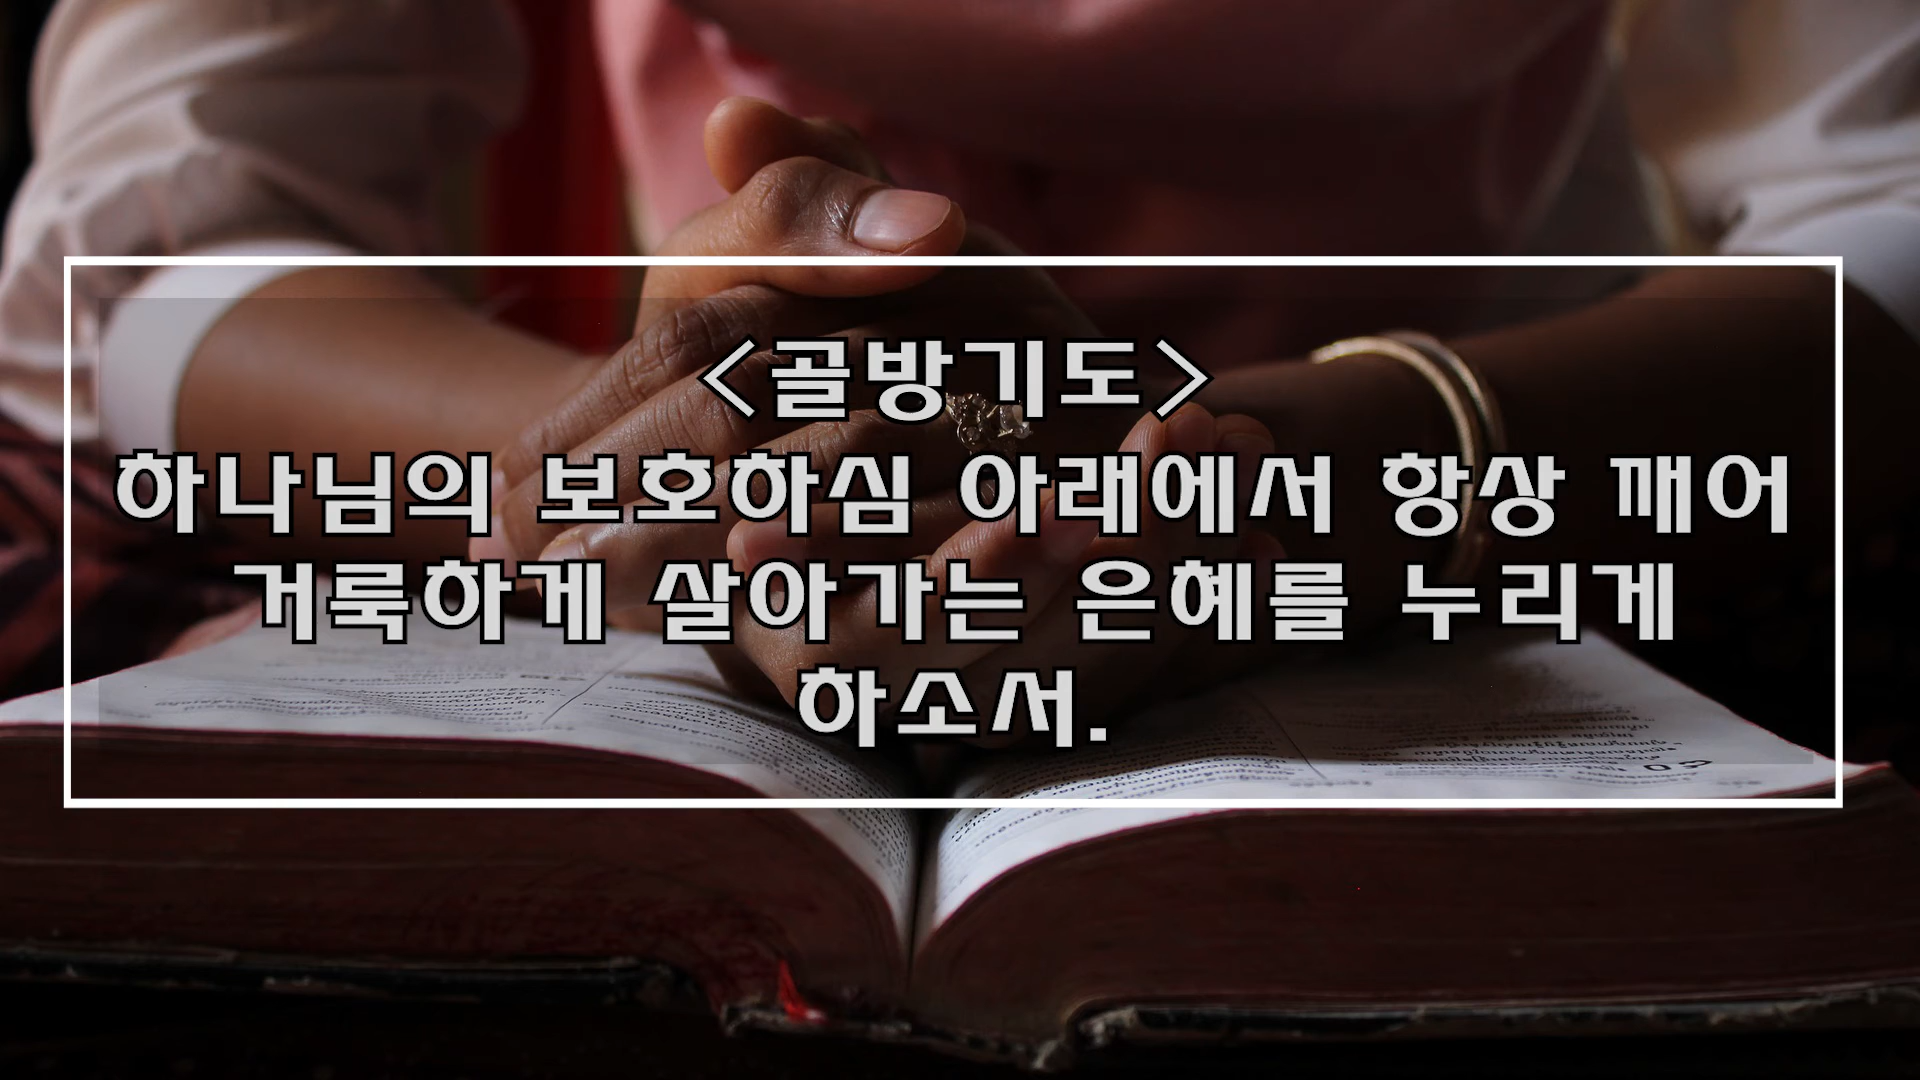 <골방기도>
하나님의 보호하심 아래에서 항상 깨어
거룩하게 살아가는 은혜를 누리게
하소서.